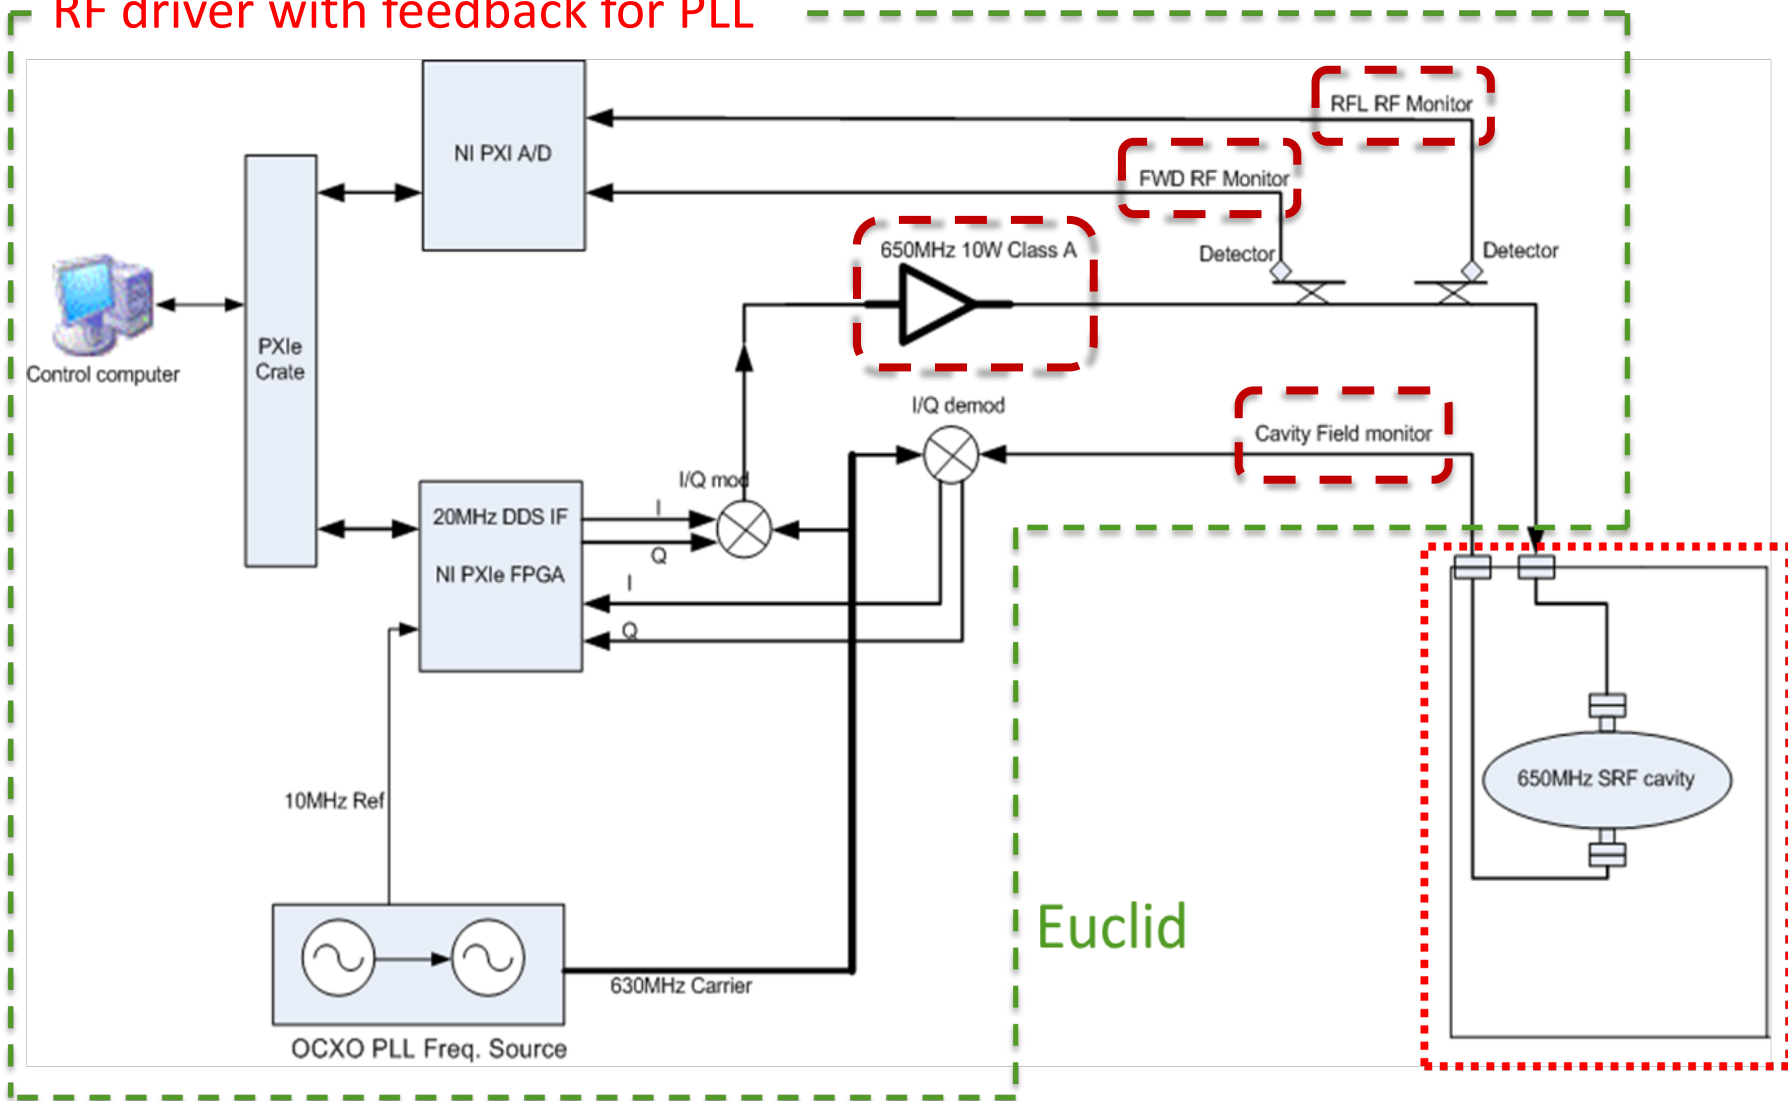 RF driver with feedback for PLL
RFL RF Monitor
NI PXI A/D
FWD RF Monitor
650MHz 10W Class A
Detector
Detector
PXIe
Crate
Control computer
I/Q demod
Cavity Field monitor
I/Q mod
20MHz DDS IF
I
Q
NI PXIe FPGA
I
Q
650MHz SRF cavity
10MHz Ref
Euclid
630MHz Carrier
OCXO PLL Freq. Source